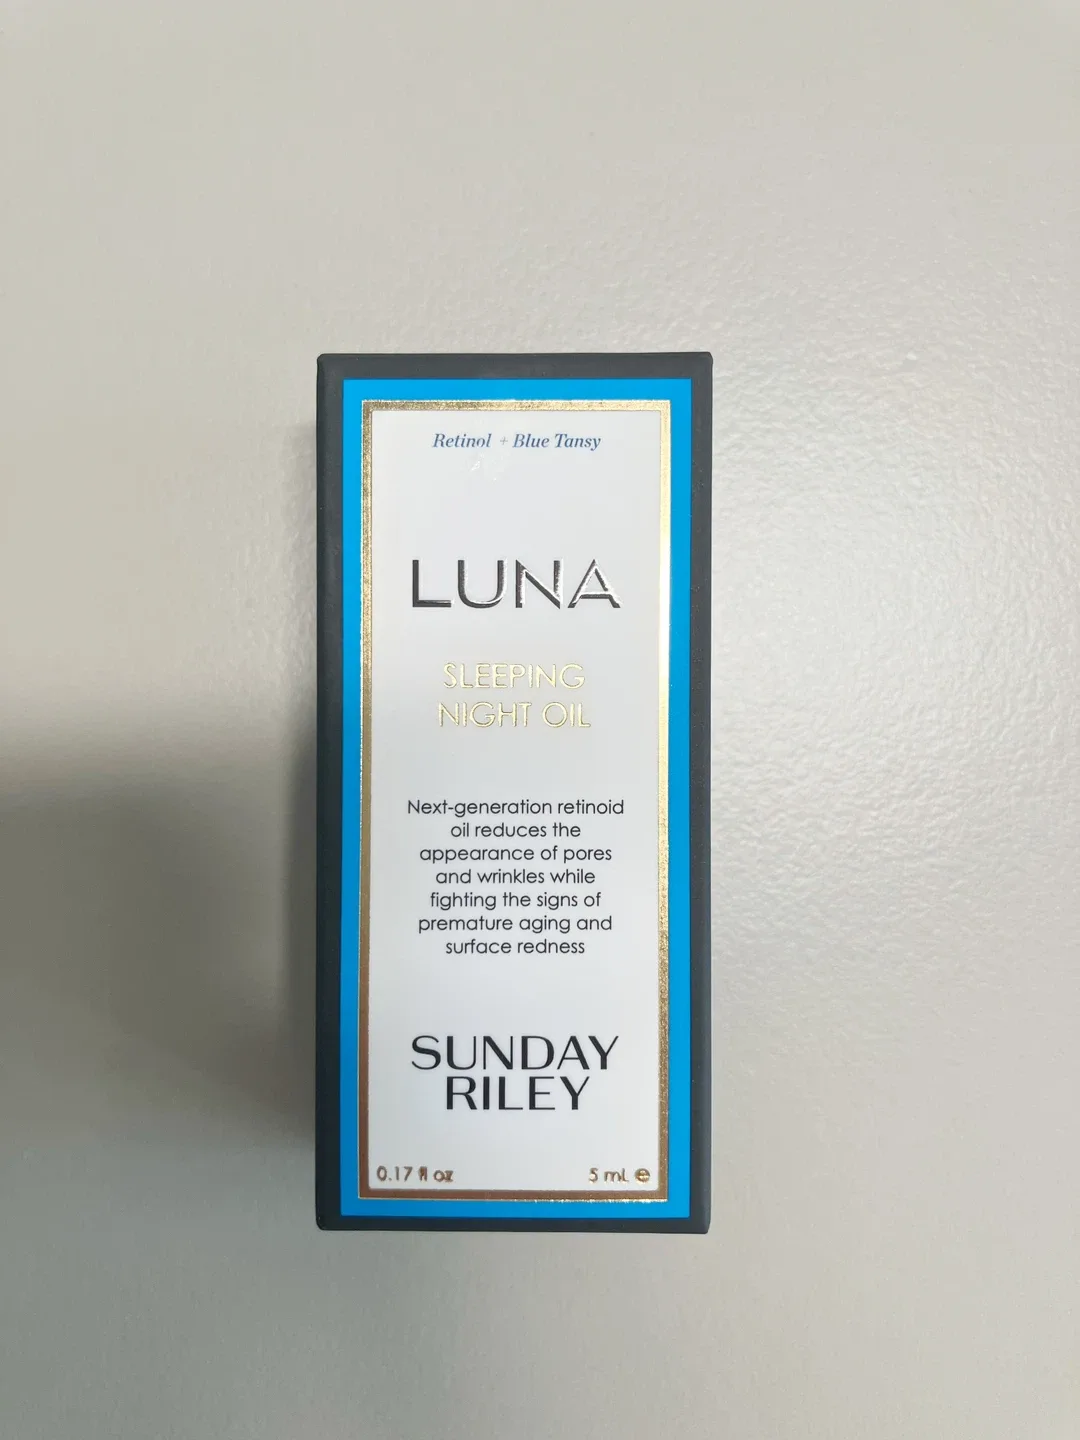 Retinol + Blue Tansy
LUNA
SLEEPING
NIGHT OIL
Next-generation retinoid
oil reduces the
appearance of pores
and wrinkles while
fighting the signs of
premature aging and
surface redness
SUNDAY
RILEY
0.17 fl oz 5 mL ℮